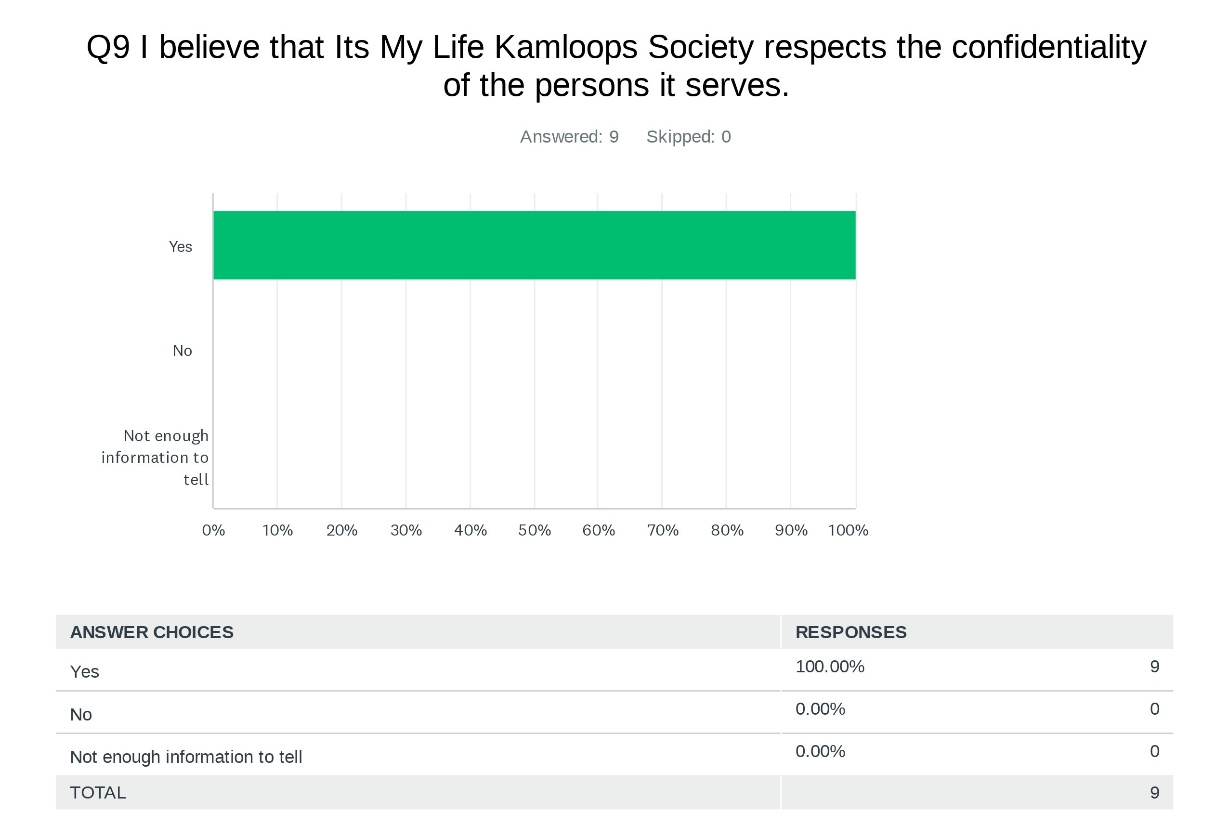 Q9 I believe that Its My Life Kamloops Society respects the confidentiality
of the persons it serves.
Answered: 9 Skipped: 0
Yes
No
Not enough
information to
tell
0% 10% 20% 30% 40% 50% 60% 70% 80% 90% 100%
ANSWER CHOICES RESPONSES
Yes 100.00% 9
No 0.00% 0
Not enough information to tell 0.00% 0
TOTAL 9